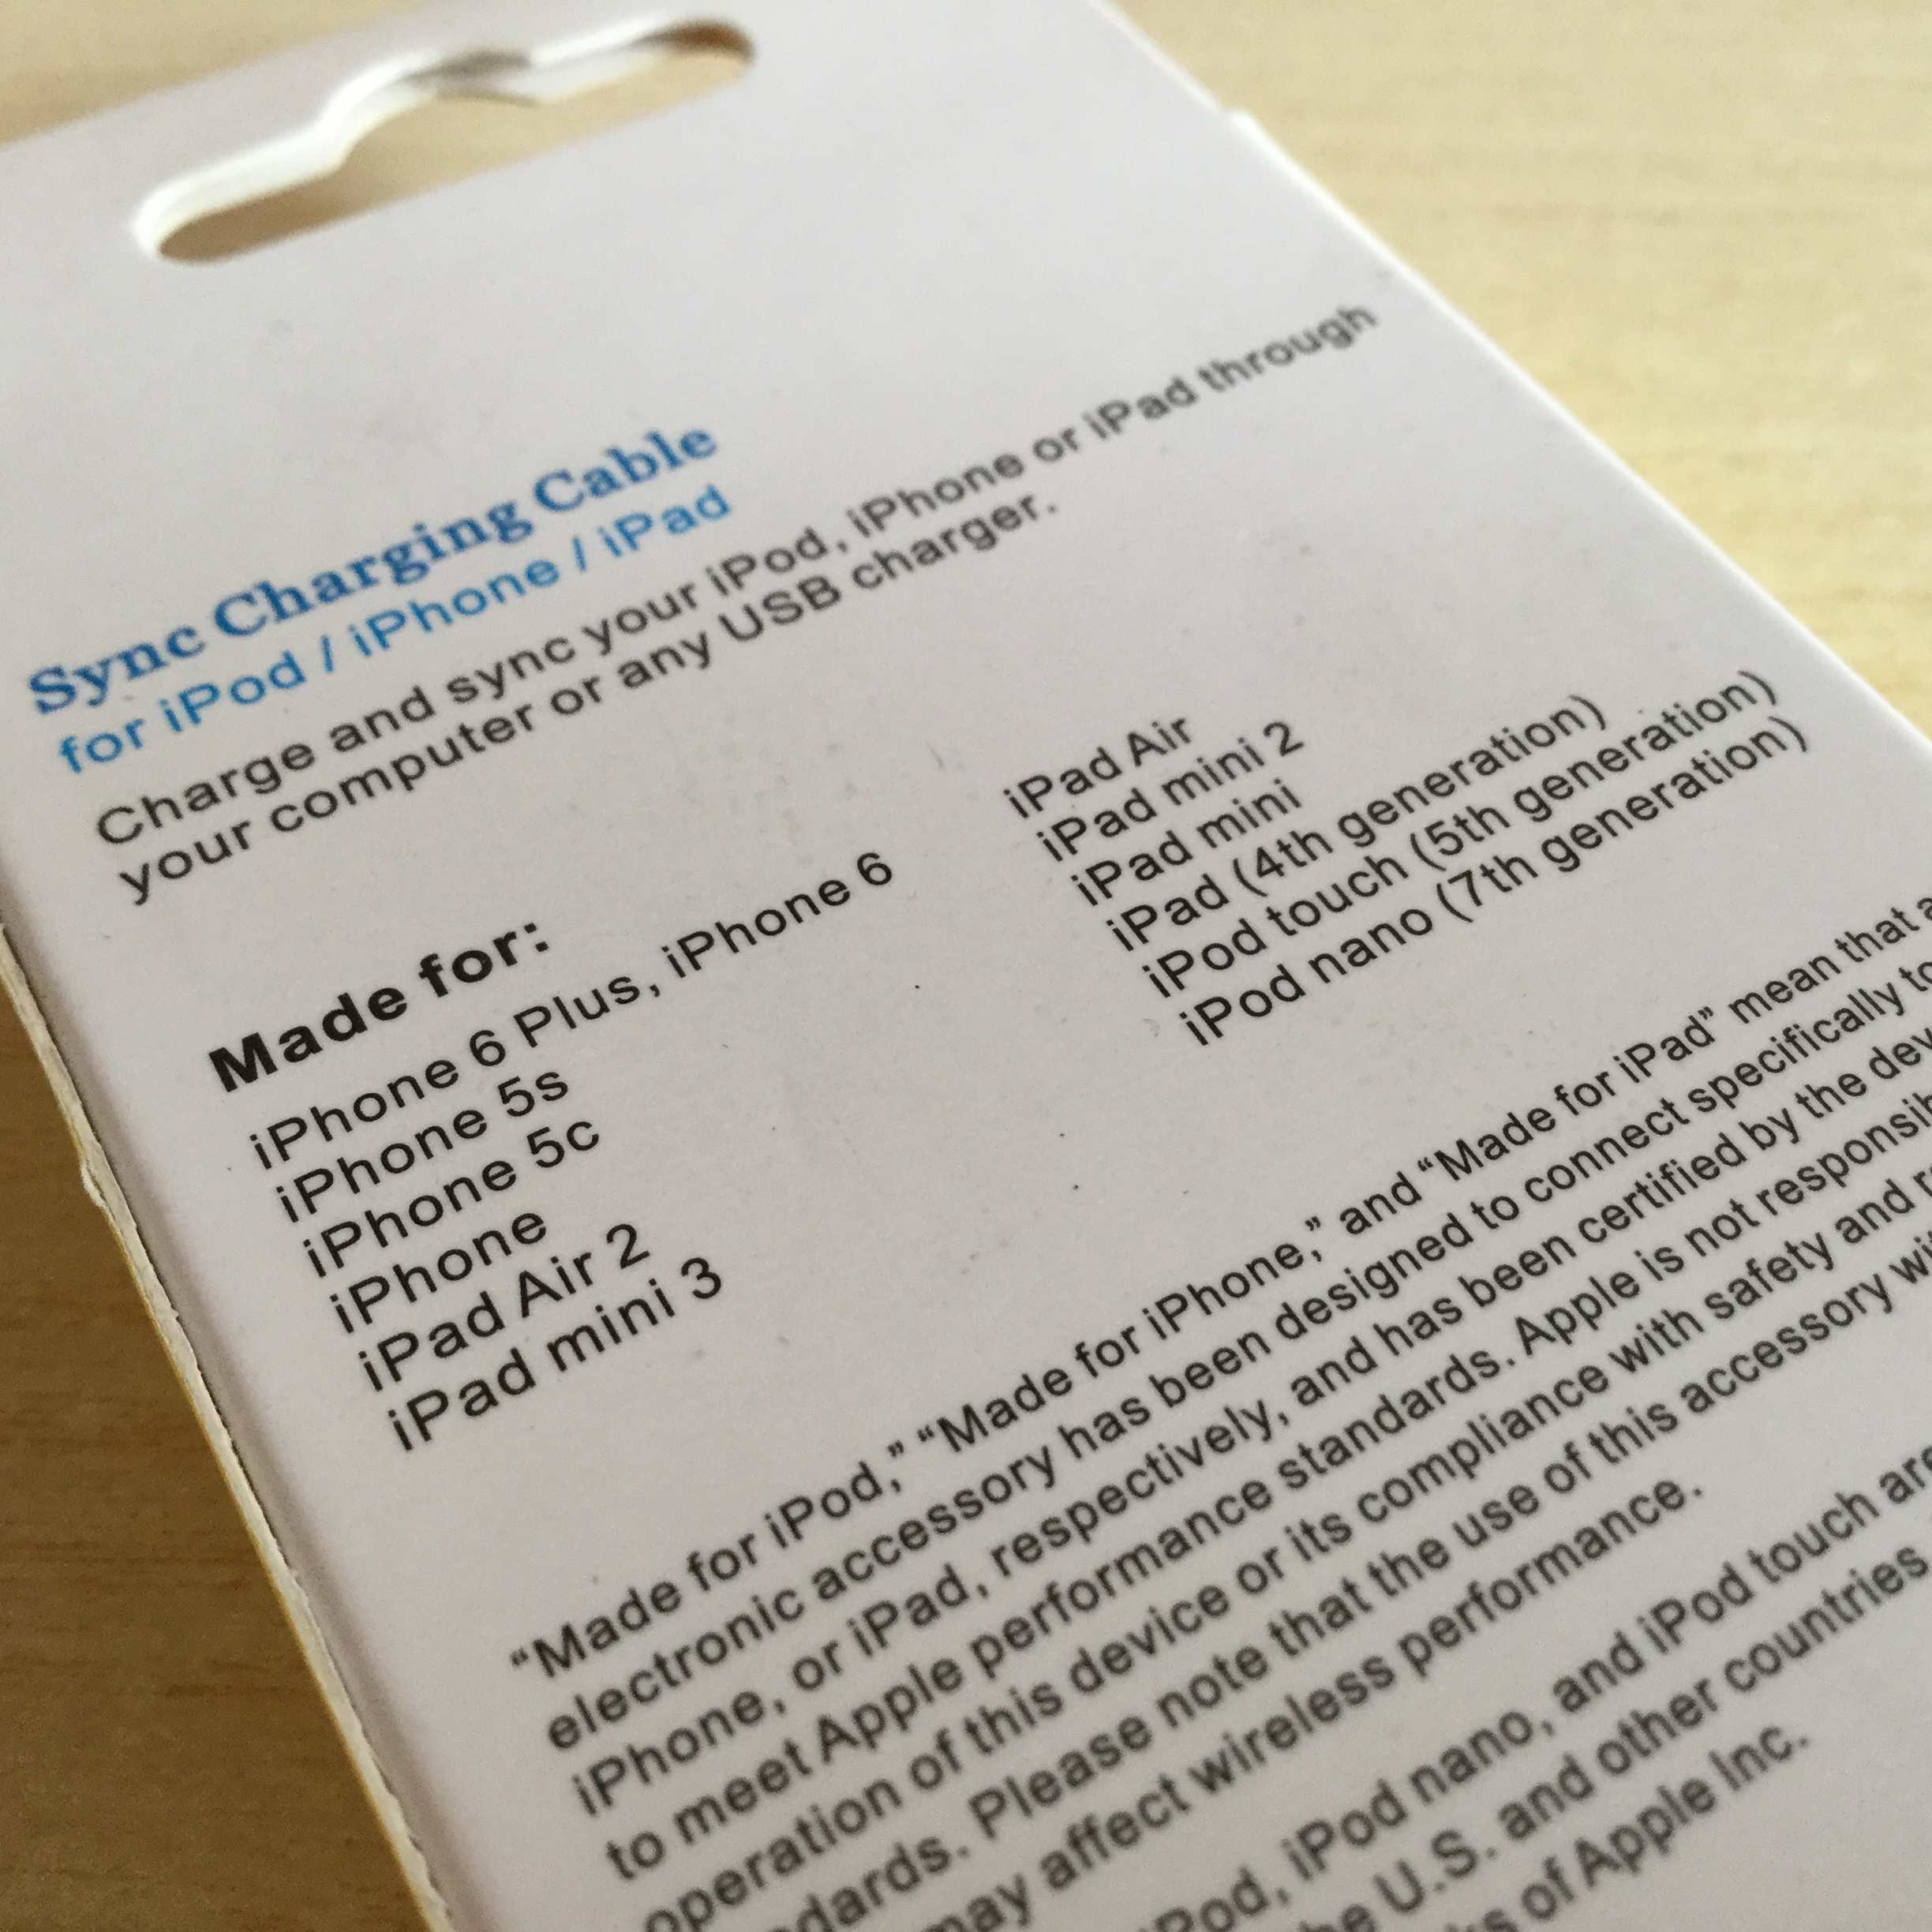 Sync Charging Cable
for iPod / iPhone / iPad
Charge and sync your iPod, iPhone or iPad through
your computer or any USB charger.
Made for:
iPhone 6 Plus, iPhone 6
iPhone 5s
iPhone 5c
iPhone
iPad Air 2
iPad mini 3
iPad Air
iPad mini 2
iPad mini
iPad (4th generation)
iPod touch (5th generation)
iPod nano (7th generation)
“Made for iPod,” “Made for iPhone,” and “Made for iPad” mean that
electronic accessory has been designed to connect specifically
iPhone, or iPad, respectively, and has been certified by the
to meet Apple performance standards. Apple is not
operation of this device or its compliance with safety and
Please note that the use of this accessory
may affect wireless performance.
iPod, iPod nano, and iPod touch
U.S. and other countries
of Apple Inc.